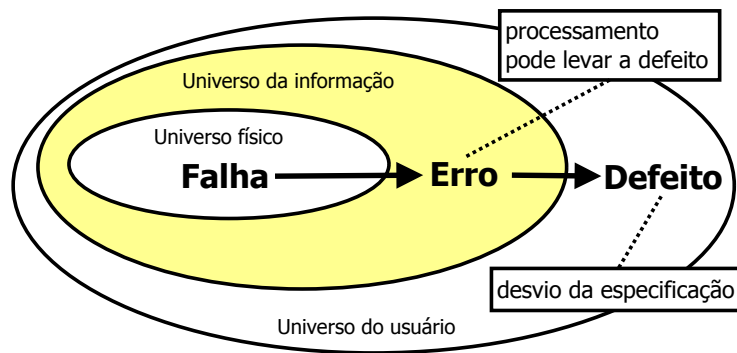 processamento
pode levar a defeito
Universo da informação
Universo físico
Falha
Erro
Defeito
desvio da especificação
Universo do usuário